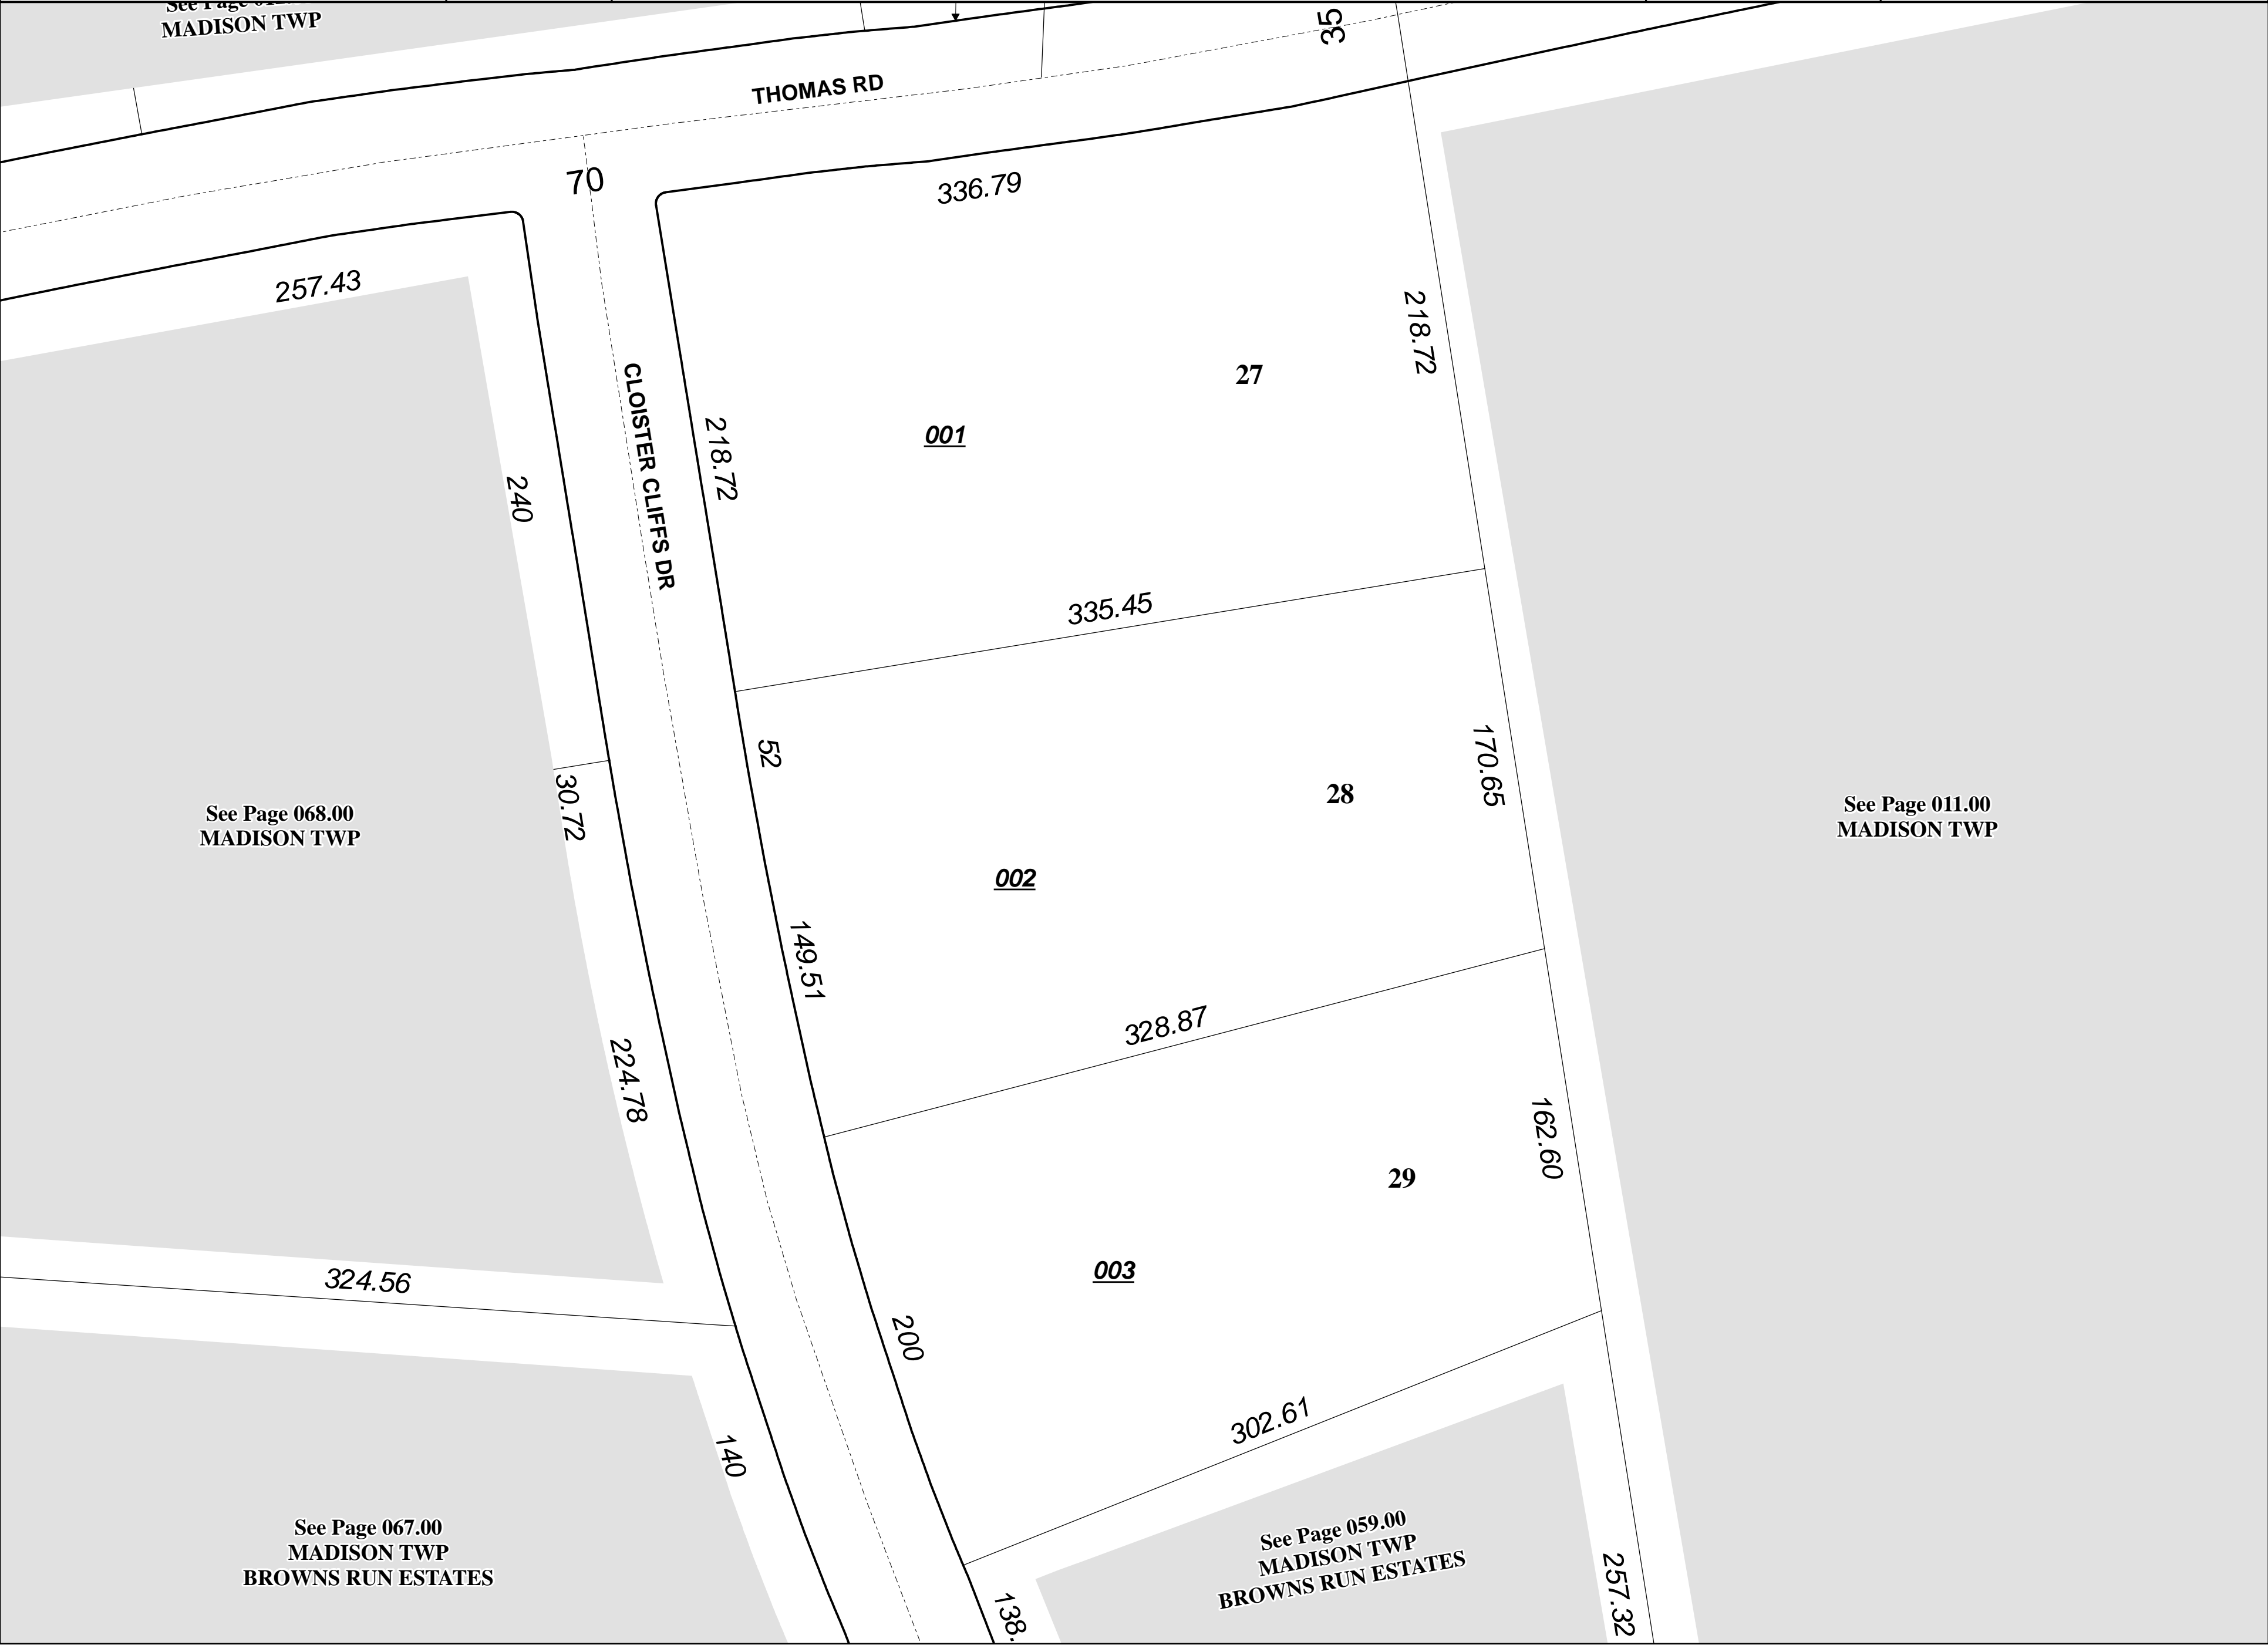 See Page
MADISON TWP
35
THOMAS RD
70
336.79
257.43
218.72
27
CLOISTER CLIFFS DR
218.72
001
240
335.45
52
170.65
28
30.72
See Page 068.00
MADISON TWP
See Page 011.00
MADISON TWP
002
149.51
328.87
224.78
162.60
29
003
324.56
200
302.61
140
See Page 067.00
MADISON TWP
BROWNS RUN ESTATES
See Page 059.00
MADISON TWP
BROWNS RUN ESTATES
257.32
138.